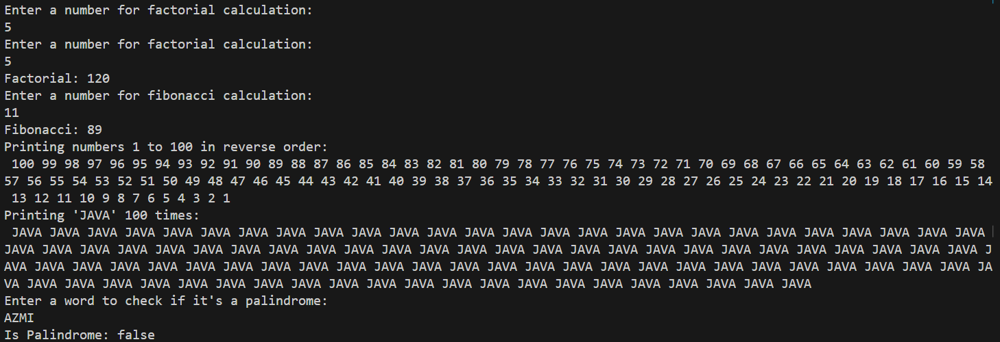 Enter a number for factorial calculation:
5
Enter a number for factorial calculation:
5
Factorial: 120
Enter a number for fibonacci calculation:
11
Fibonacci: 89
Printing numbers 1 to 100 in reverse order:
 100 99 98 97 96 95 94 93 92 91 90 89 88 87 86 85 84 83 82 81 80 79 78 77 76 75 74 73 72 71 70 69 68 67 66 65 64 63 62 61 60 59 58
57 56 55 54 53 52 51 50 49 48 47 46 45 44 43 42 41 40 39 38 37 36 35 34 33 32 31 30 29 28 27 26 25 24 23 22 21 20 19 18 17 16 15 14
 13 12 11 10 9 8 7 6 5 4 3 2 1
Printing 'JAVA' 100 times:
 JAVA JAVA JAVA JAVA JAVA JAVA JAVA JAVA JAVA JAVA JAVA JAVA JAVA JAVA JAVA JAVA JAVA JAVA JAVA JAVA JAVA JAVA JAVA JAVA JAVA JAVA
JAVA JAVA JAVA JAVA JAVA JAVA JAVA JAVA JAVA JAVA JAVA JAVA JAVA JAVA JAVA JAVA JAVA JAVA JAVA JAVA JAVA JAVA JAVA JAVA JAVA JAVA J
AVA JAVA JAVA JAVA JAVA JAVA JAVA JAVA JAVA JAVA JAVA JAVA JAVA JAVA JAVA JAVA JAVA JAVA JAVA JAVA JAVA JAVA JAVA JAVA JAVA JAVA JA
VA JAVA JAVA JAVA JAVA JAVA JAVA JAVA JAVA JAVA JAVA JAVA JAVA JAVA JAVA JAVA JAVA JAVA JAVA JAVA JAVA JAVA
Enter a word to check if it's a palindrome:
AZMI
Is Palindrome: false